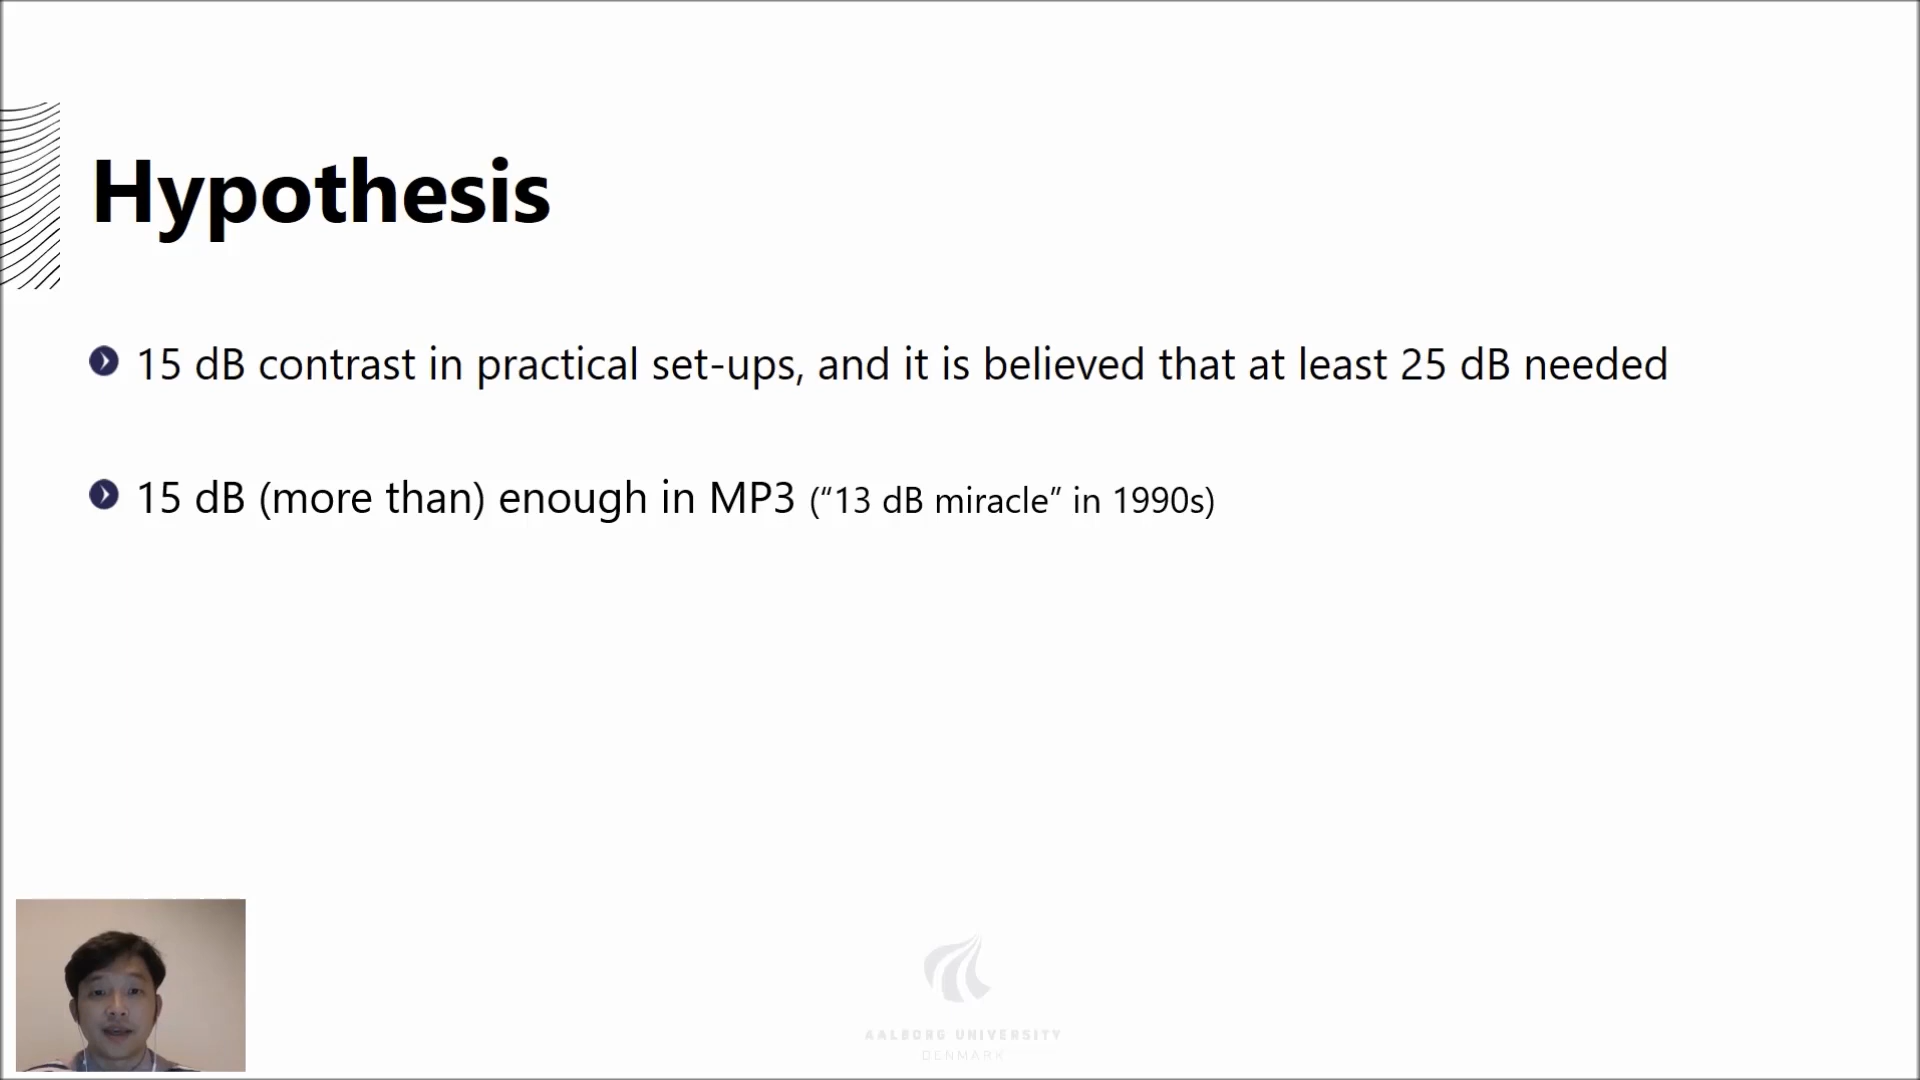 Hypothesis
15 dB contrast in practical set-ups, and it is believed that at least 25 dB needed
15 dB (more than) enough in MP3 (“13 dB miracle” in 1990s)
AALBORG UNIVERSITY
DENMARK